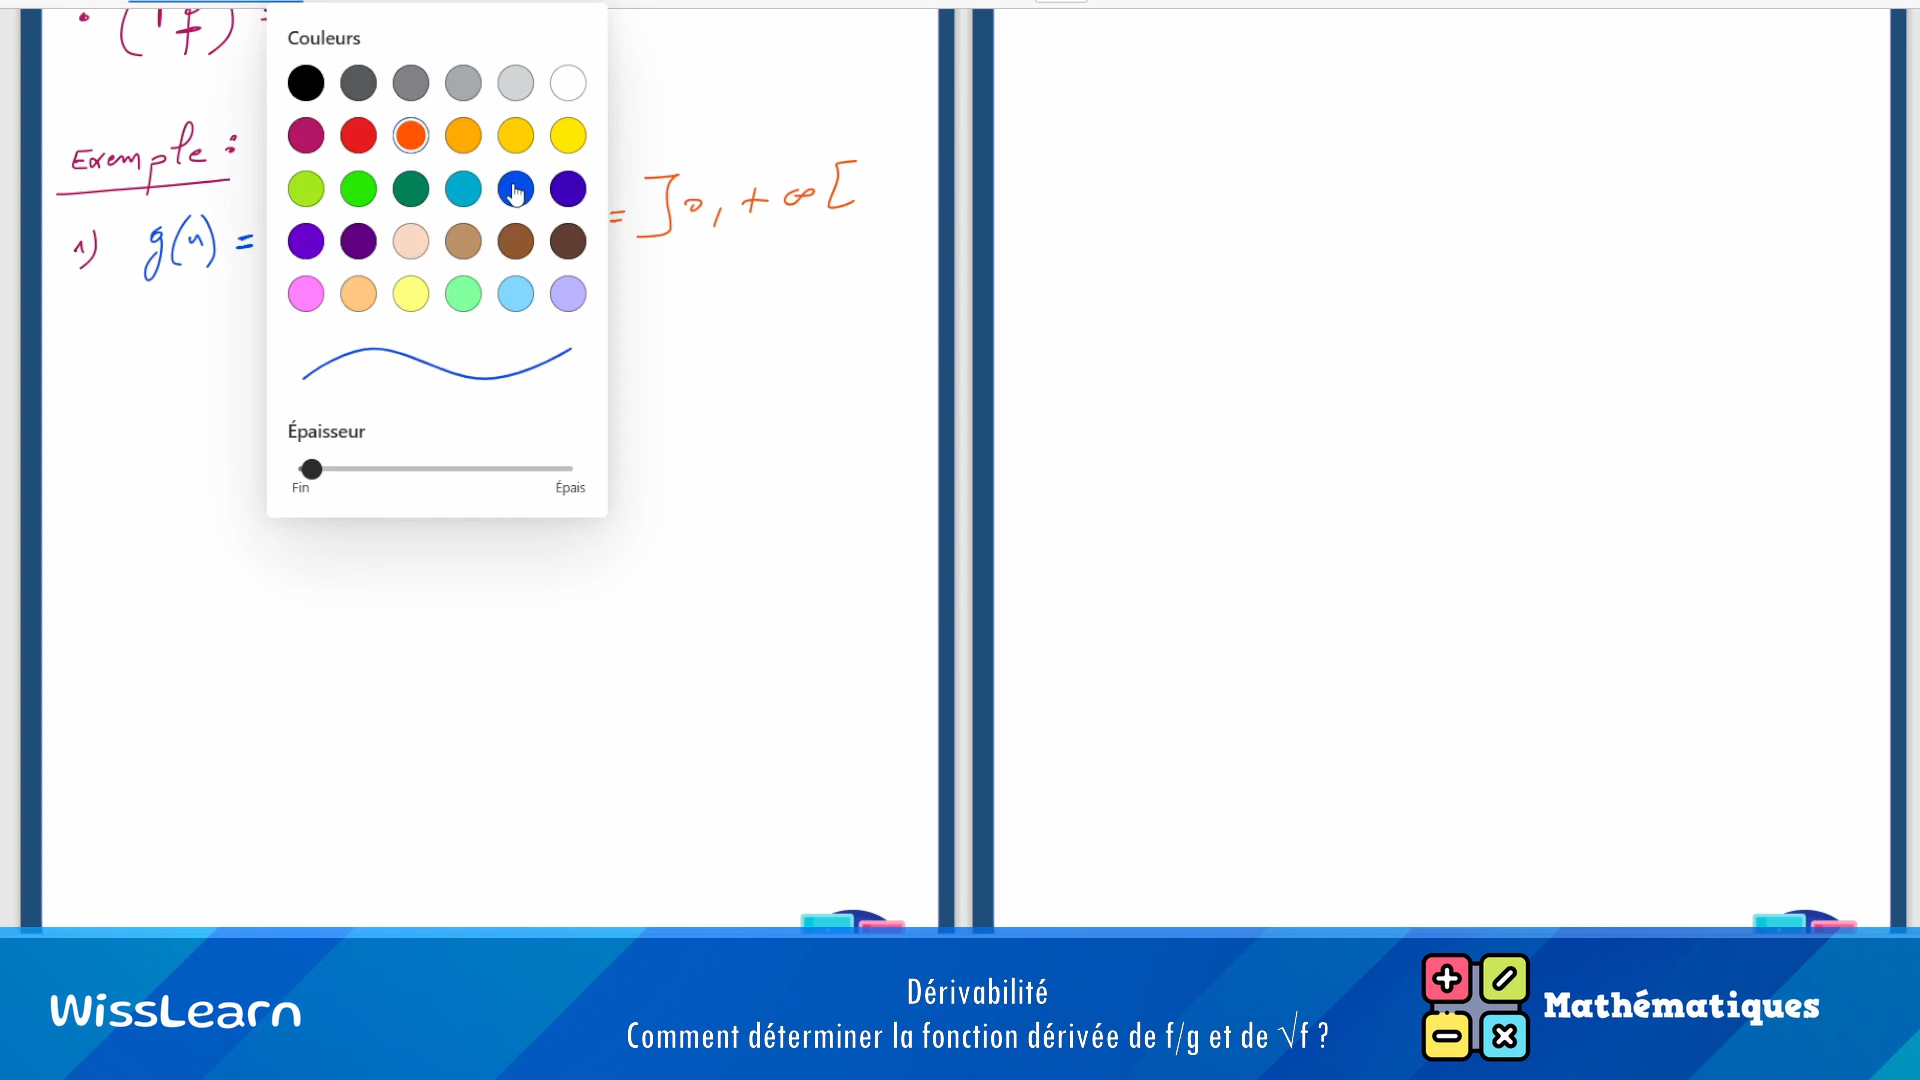 Couleurs
Exemple :
= ]0, + ∞ [
1) g(x) =
Épaisseur
Fin Épais
WissLearn
Dérivabilité
Comment déterminer la fonction dérivée de f/g et de √f ?
Mathématiques